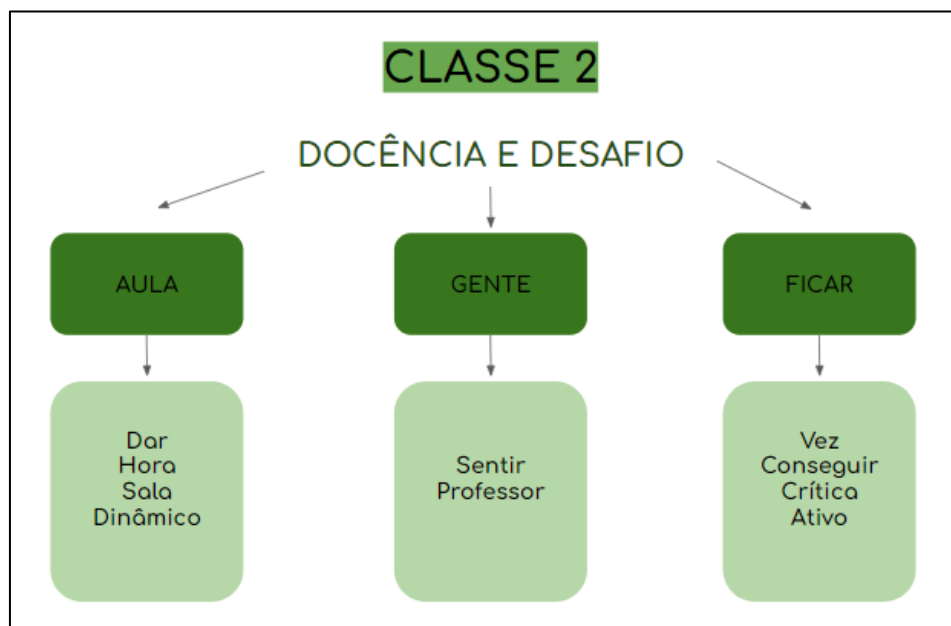 CLASSE 2
DOCÊNCIA E DESAFIO
AULA
GENTE
FICAR
Dar
Hora
Sala
Dinâmico
Sentir
Professor
Vez
Conseguir
Crítica
Ativo